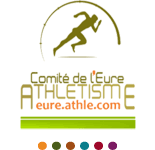 Comité de l'Eure
ATHLETISME
eure.athle.com